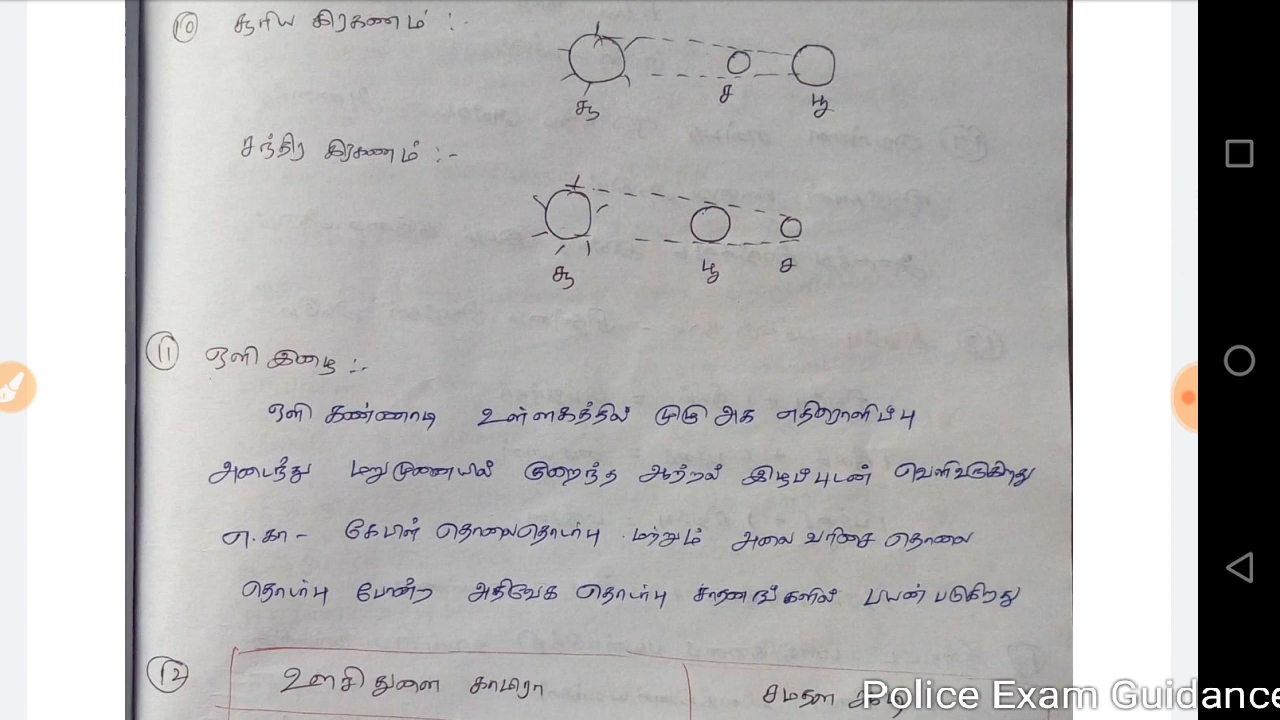 10 சூரிய கிரகணம் :-
சூ ச பூ
சந்திர கிரகணம் :-
சூ பூ ச
11 ஒளி இழை :-
ஒளி கண்ணாடி உள்ளகத்தில் முழு அக எதிரொளிப்பு
அடைந்து மறுமுனையில் குறைந்த ஆற்றல் இழப்புடன் வெளிவருகிறது
எ.கா - கேபிள் தொலைதொடர்பு மற்றும் அலை வரிசை தொலை
தொடர்பு போன்ற அதிவேக தொடர்பு சாதனங்களில் பயன் படுகிறது
12 ஊசி துளை காமிரா சமதள ஆடி
Police Exam Guidance